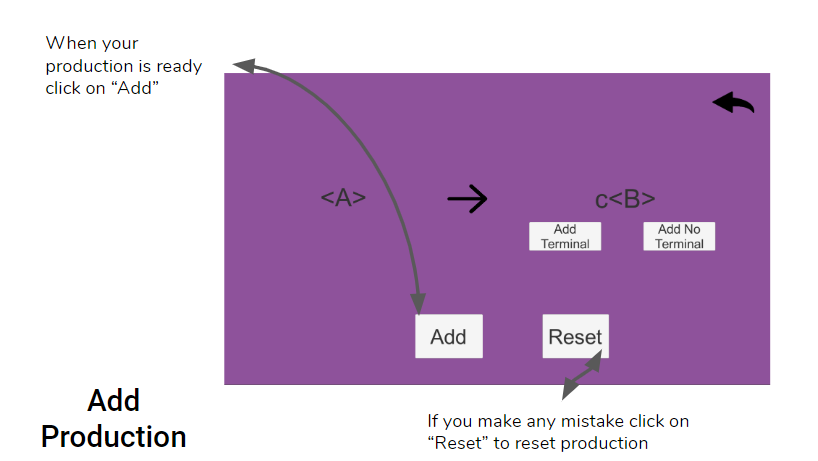 When your
production is ready
click on “Add”
<A>
c<B>
Add
Terminal
Add No
Terminal
Add
Reset
Add
Production
If you make any mistake click on
“Reset” to reset production